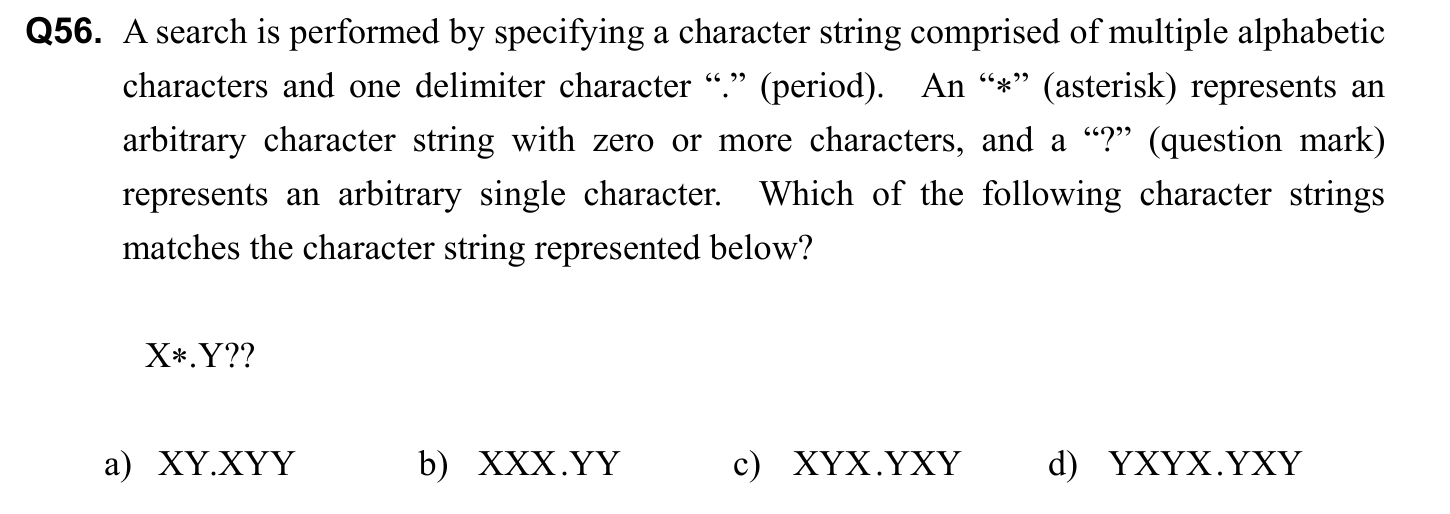 Q56. A search is performed by specifying a character string comprised of multiple alphabetic
characters and one delimiter character “.” (period). An “*” (asterisk) represents an
arbitrary character string with zero or more characters, and a “?” (question mark)
represents an arbitrary single character. Which of the following character strings
matches the character string represented below?
X*.Y??
a) XY.XYY b) XXX.YY c) XYX.YXY d) YXYX.YXY